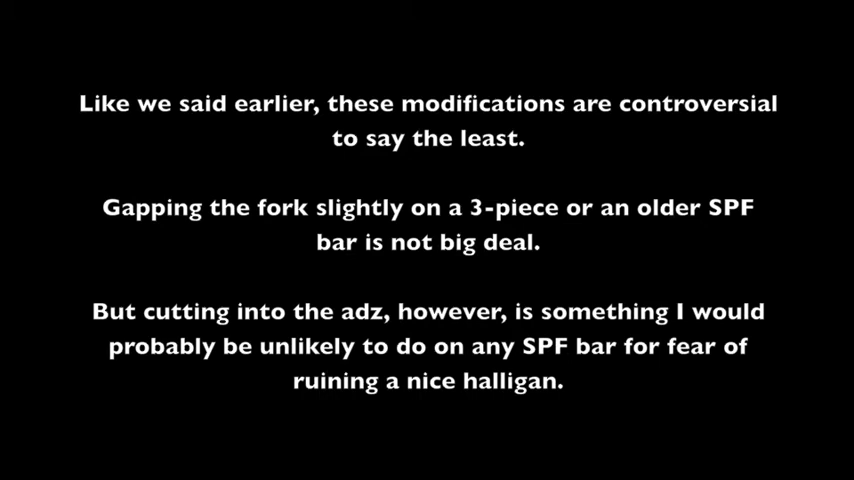 Like we said earlier, these modifications are controversial
to say the least.
Gapping the fork slightly on a 3-piece or an older SPF
bar is not big deal.
But cutting into the adz, however, is something I would
probably be unlikely to do on any SPF bar for fear of
ruining a nice halligan.